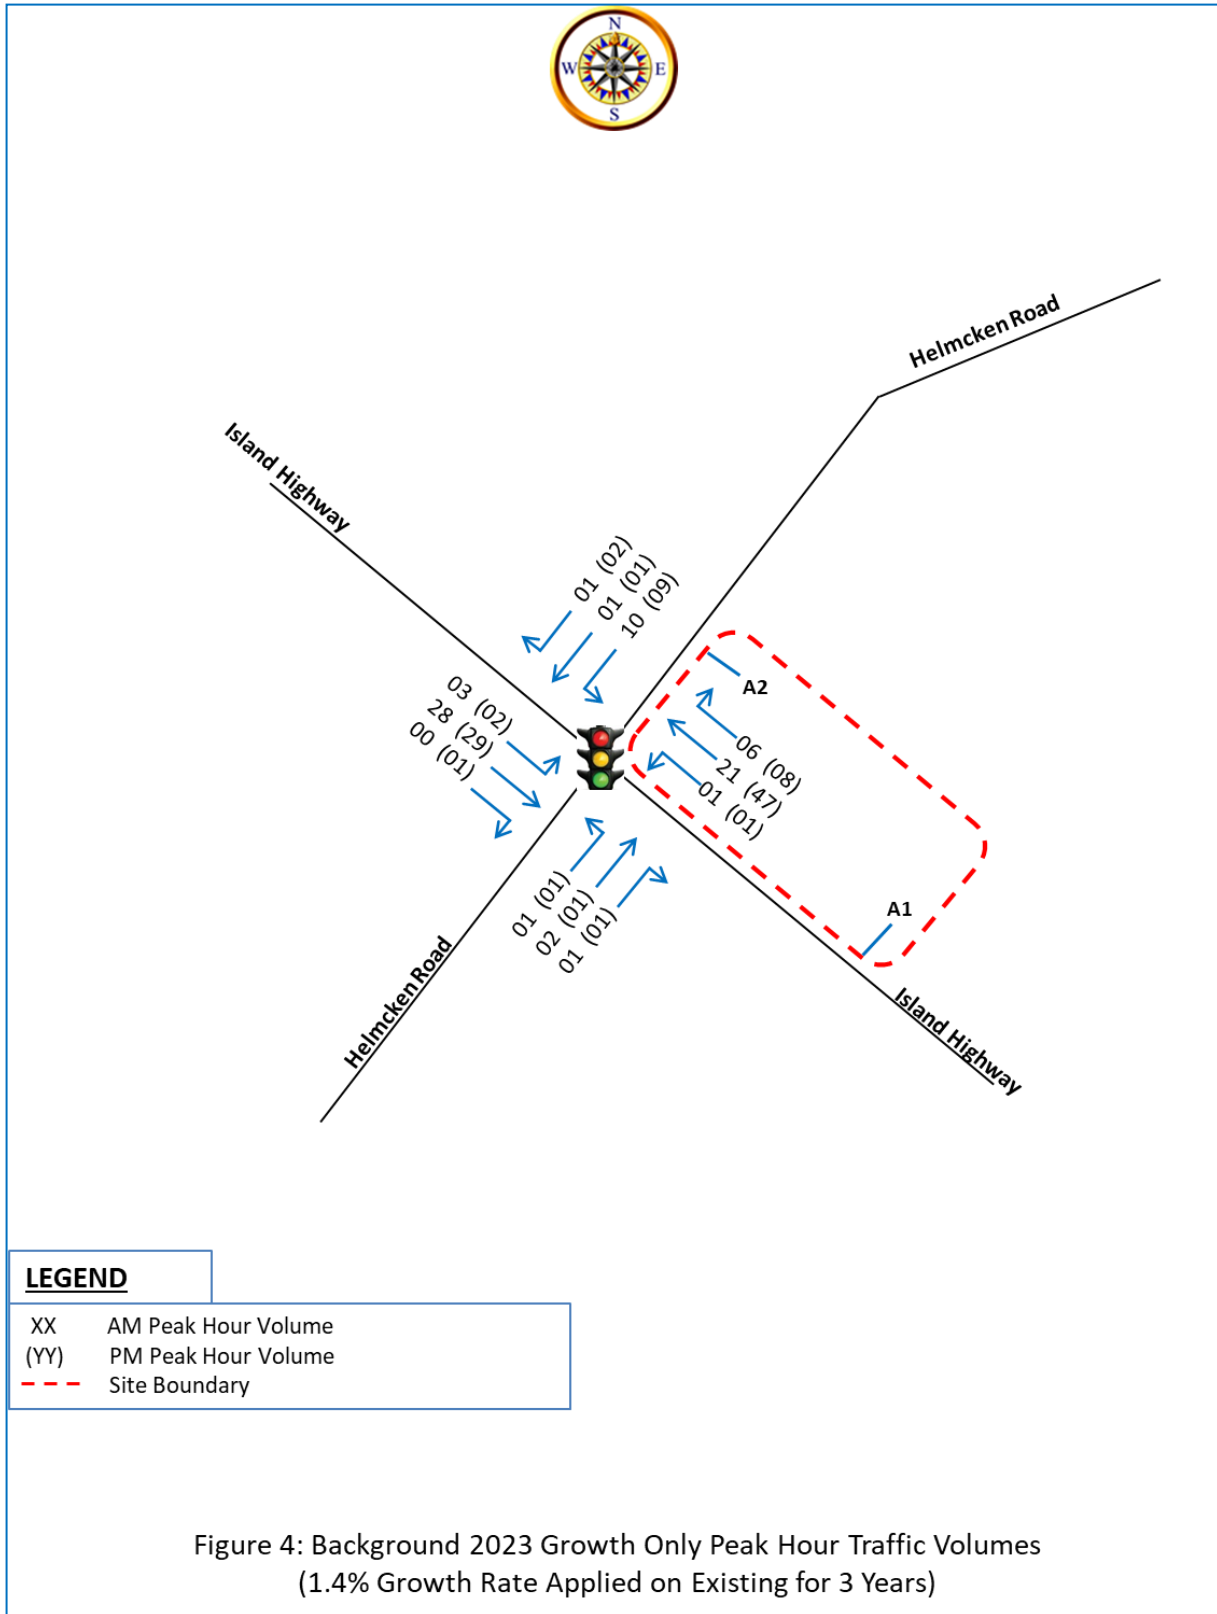 N
W E
S
Helmcken Road
Island Highway
01 (02)
01 (01)
10 (09)
03 (02)
28 (29)
00 (01)
A2
06 (08)
21 (47)
01 (01)
01 (01)
02 (01)
01 (01)
A1
Helmcken Road
Island Highway
LEGEND
XX AM Peak Hour Volume
(YY) PM Peak Hour Volume
Site Boundary
Figure 4: Background 2023 Growth Only Peak Hour Traffic Volumes
(1.4% Growth Rate Applied on Existing for 3 Years)